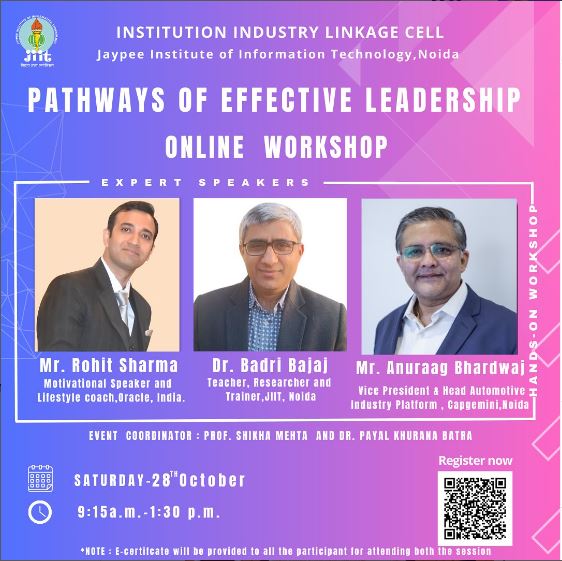 INSTITUTION INDUSTRY LINKAGE CELL
jiit
Jaypee Institute of Information Technology,Noida
PATHWAYS OF EFFECTIVE LEADERSHIP
ONLINE WORKSHOP
EXPERT SPEAKERS
HANDS-ON WORKSHOP
Mr. Rohit Sharma
Motivational Speaker and
Lifestyle coach,Oracle, India.
Dr. Badri Bajaj
Teacher, Researcher and
Trainer,JIIT, Noida
Mr. Anuraag Bhardwaj
Vice President & Head Automotive
Industry Platform , Capgemini,Noida
EVENT COORDINATOR : PROF. SHIKHA MEHTA AND DR. PAYAL KHURANA BATRA
Register now
SATURDAY-28TH October
9:15a.m.-1:30 p.m.
*NOTE : E-certifcate will be provided to all the participant for attending both the session